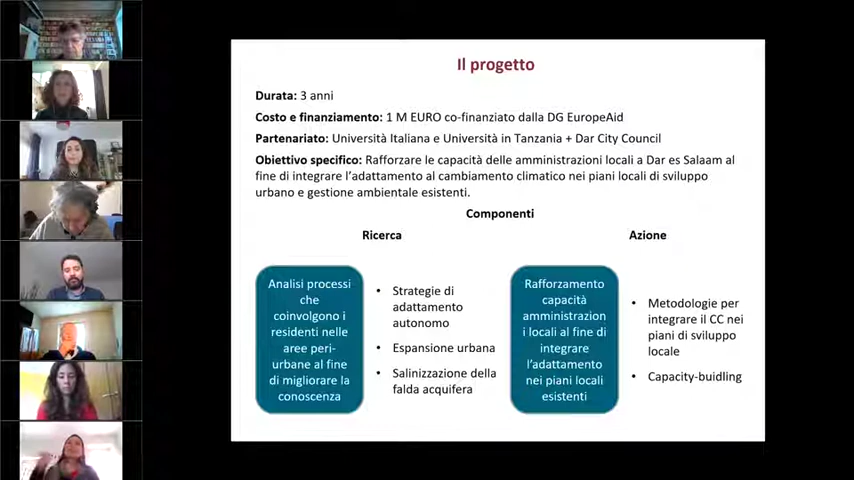 Il progetto
Durata: 3 anni
Costo e finanziamento: 1 M EURO co-finanziato dalla DG EuropeAid
Partenariato: Università Italiana e Università in Tanzania + Dar City Council
Obiettivo specifico: Rafforzare le capacità delle amministrazioni locali a Dar es Salaam al
fine di integrare l'adattamento al cambiamento climatico nei piani locali di sviluppo
urbano e gestione ambientale esistenti.
Componenti
Ricerca
Azione
Analisi processi
che
coinvolgono i
residenti nelle
aree peri-
urbane al fine
di migliorare la
conoscenza
• Strategie di
adattamento
autonomo
• Espansione urbana
• Salinizzazione della
falda acquifera
Rafforzamento
capacità
amministrazion
i locali al fine di
integrare
l'adattamento
nei piani locali
esistenti
• Metodologie per
integrare il CC nei
piani di sviluppo
locale
• Capacity-buidling